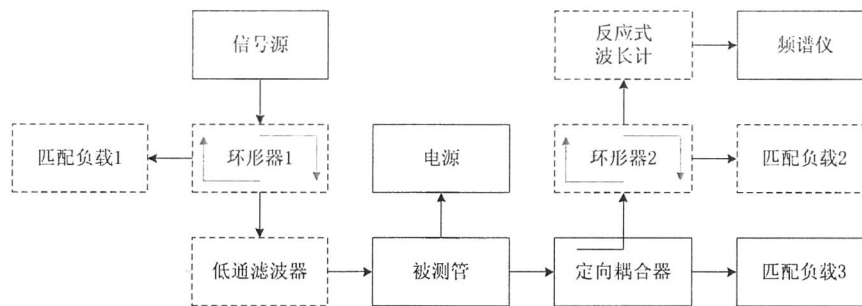 信号源
反应式
波长计
频谱仪
匹配负载1
环形器1
电源
环形器2
匹配负载2
低通滤波器
被测管
定向耦合器
匹配负载3